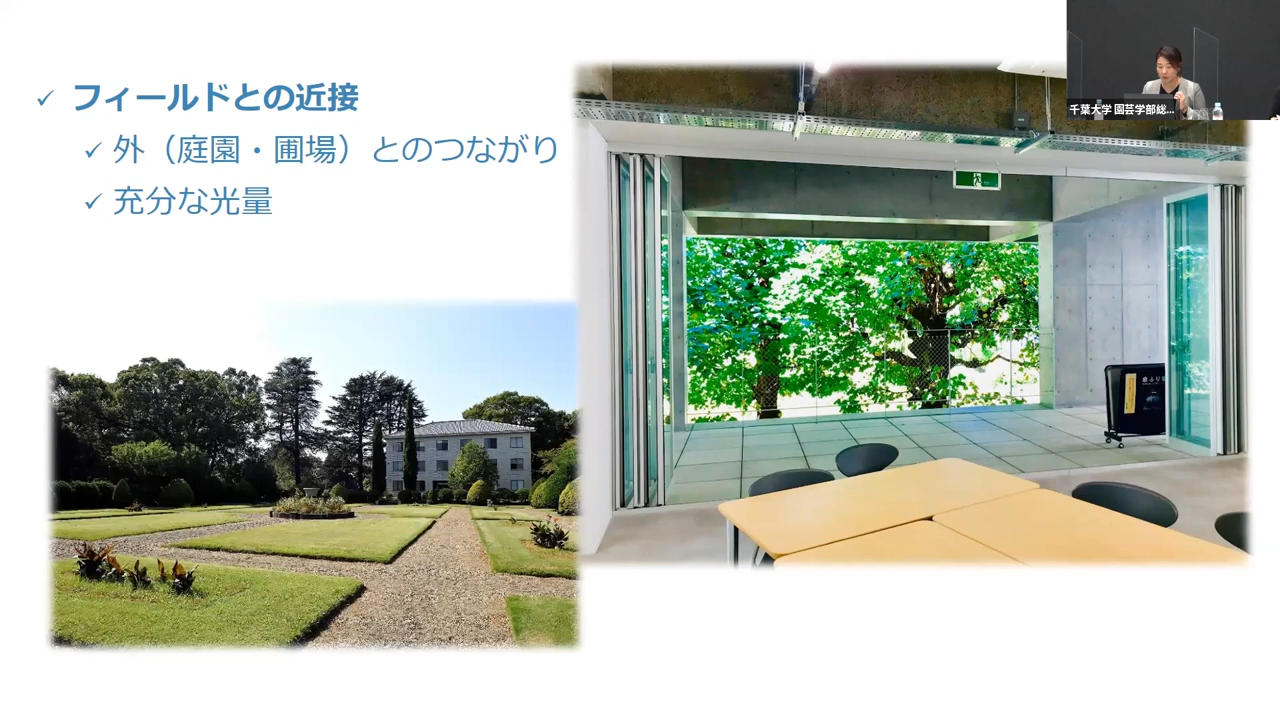 フィールドとの近接
外（庭園・圃場）とのつながり
充分な光量
千葉大学 園芸学部総...